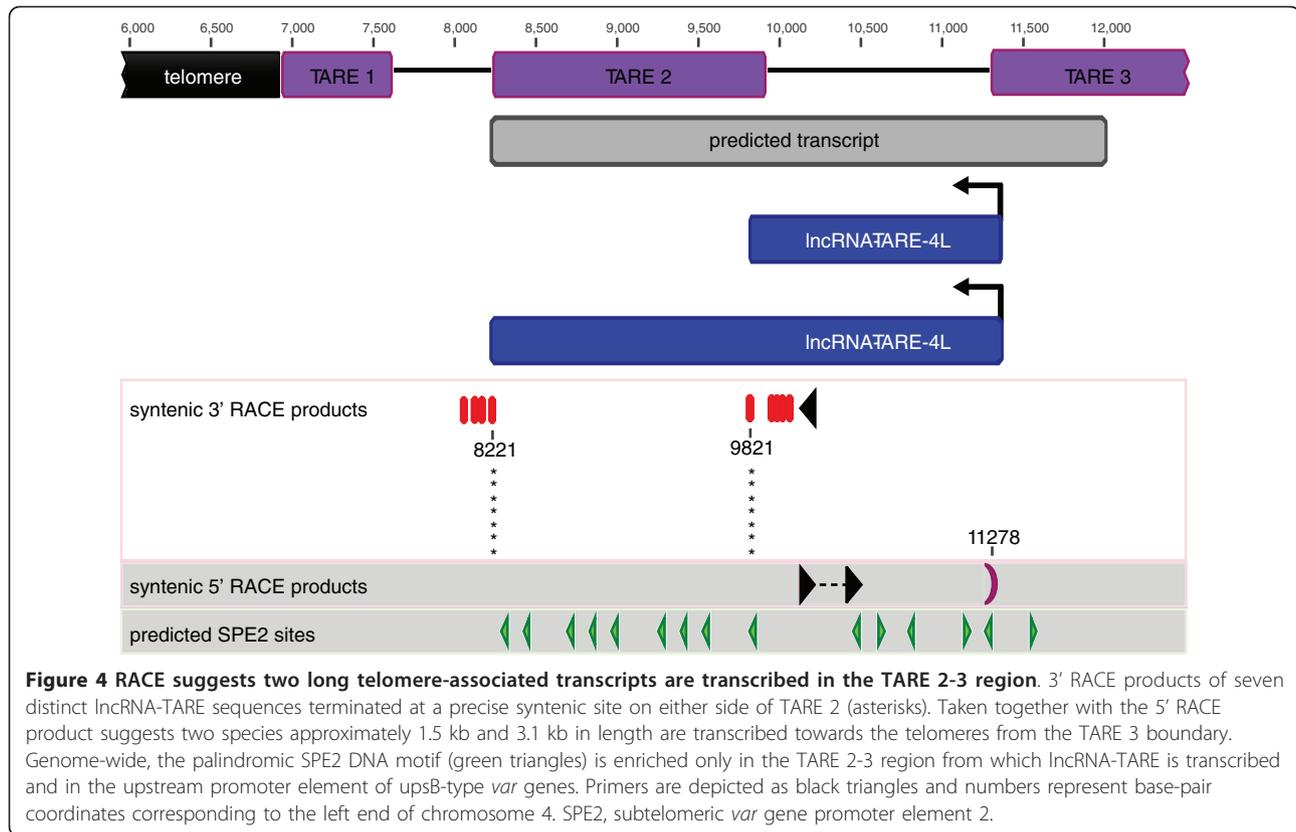 6,000 6,500 7,000 7,500 8,000 8,500 9,000 9,500 10,000 10,500 11,000 11,500 12,000
telomere TARE 1 TARE 2 TARE 3
predicted transcript
lncRNA-TARE-4L
lncRNA-TARE-4L
syntenic 3' RACE products
8221 9821
* *
* *
* *
* *
* *
* *
* *
11278
syntenic 5' RACE products
predicted SPE2 sites
Figure 4 RACE suggests two long telomere-associated transcripts are transcribed in the TARE 2-3 region. 3' RACE products of seven
distinct lncRNA-TARE sequences terminated at a precise syntenic site on either side of TARE 2 (asterisks). Taken together with the 5' RACE
product suggests two species approximately 1.5 kb and 3.1 kb in length are transcribed towards the telomeres from the TARE 3 boundary.
Genome-wide, the palindromic SPE2 DNA motif (green triangles) is enriched only in the TARE 2-3 region from which lncRNA-TARE is transcribed
and in the upstream promoter element of upsB-type var genes. Primers are depicted as black triangles and numbers represent base-pair
coordinates corresponding to the left end of chromosome 4. SPE2, subtelomeric var gene promoter element 2.